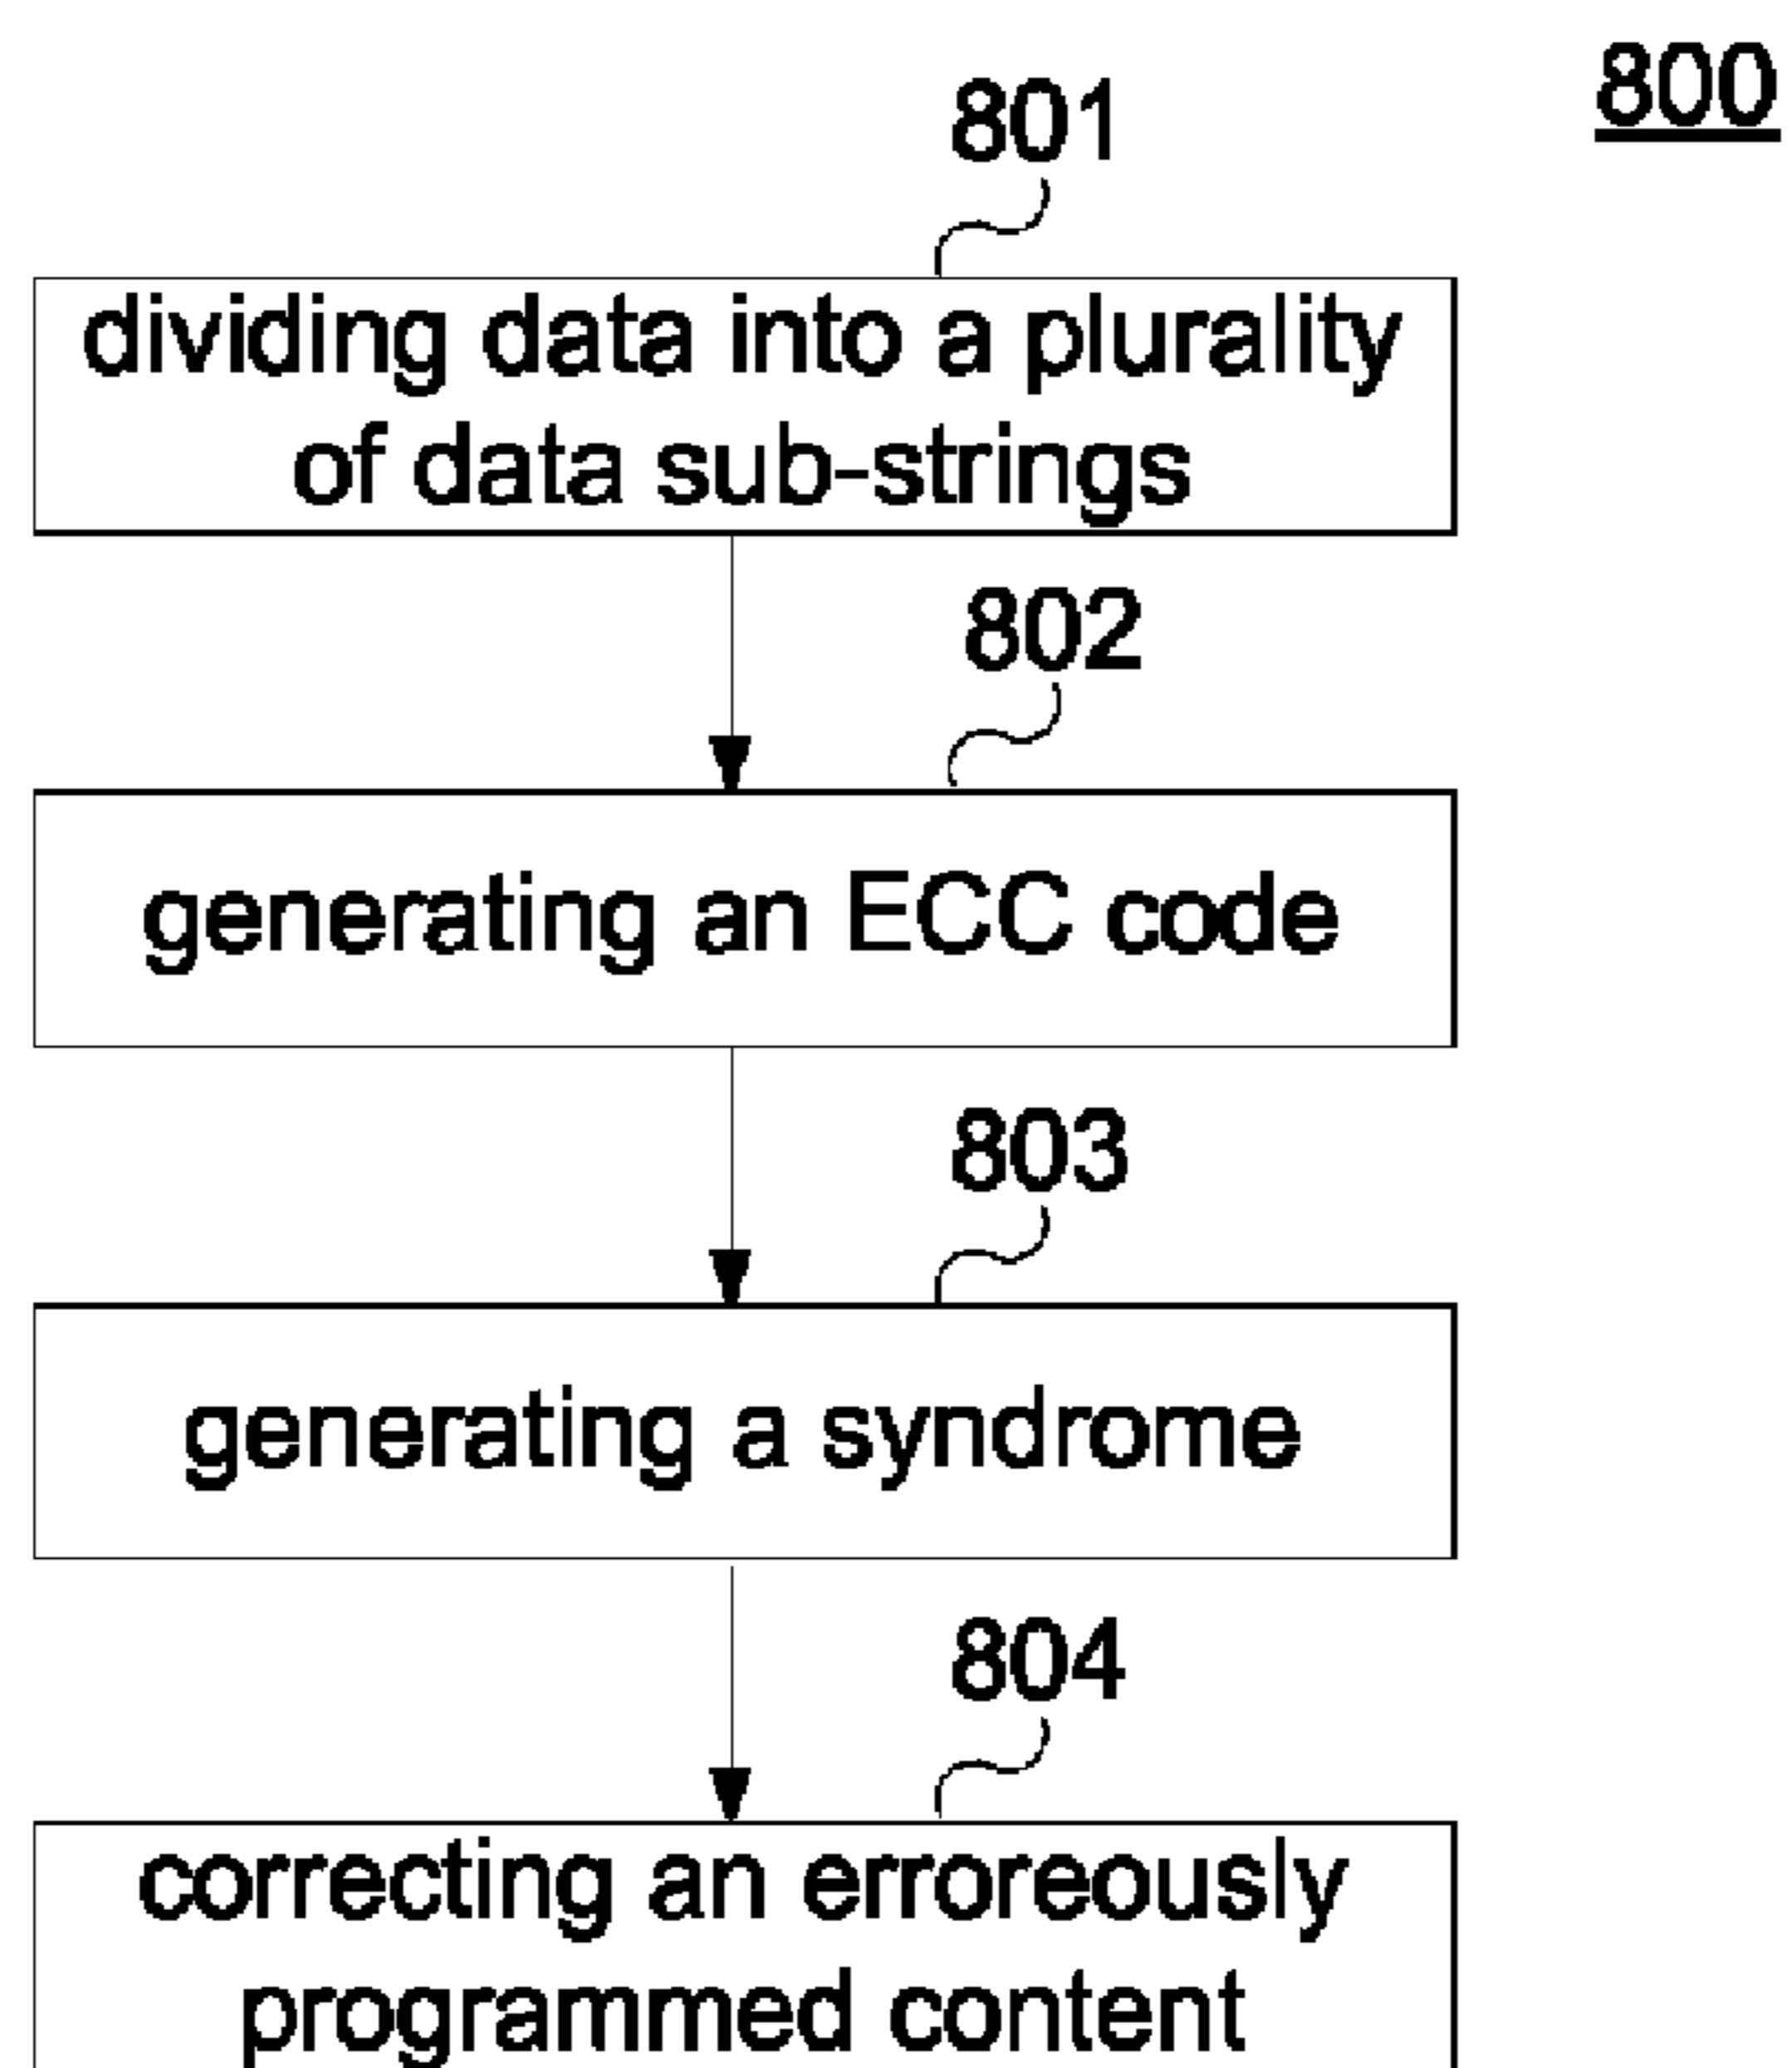 800
801
dividing data into a plurality
of data sub-strings
802
generating an ECC code
803
generating a syndrome
804
correcting an erroreously
programmed content